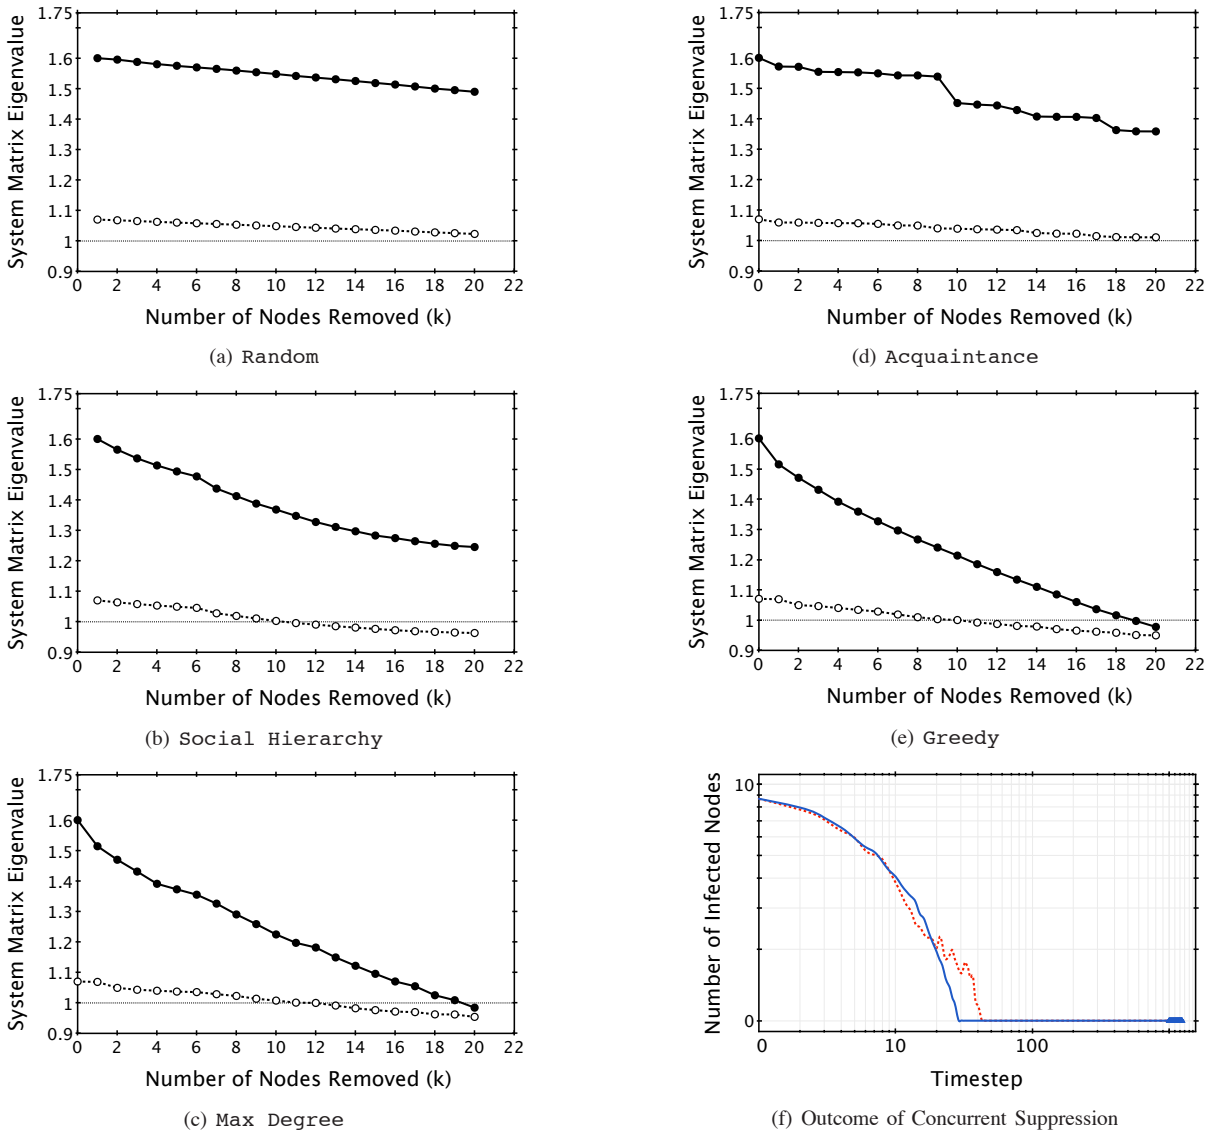 System Matrix Eigenvalue
1.75
1.6
1.5
1.4
1.3
1.2
1.1
1
0.9
0 2 4 6 8 10 12 14 16 18 20 22
Number of Nodes Removed (k)
(a) Random
System Matrix Eigenvalue
1.75
1.6
1.5
1.4
1.3
1.2
1.1
1
0.9
0 2 4 6 8 10 12 14 16 18 20 22
Number of Nodes Removed (k)
(d) Acquaintance
System Matrix Eigenvalue
1.75
1.6
1.5
1.4
1.3
1.2
1.1
1
0.9
0 2 4 6 8 10 12 14 16 18 20 22
Number of Nodes Removed (k)
(b) Social Hierarchy
System Matrix Eigenvalue
1.75
1.6
1.5
1.4
1.3
1.2
1.1
1
0.9
0 2 4 6 8 10 12 14 16 18 20 22
Number of Nodes Removed (k)
(e) Greedy
System Matrix Eigenvalue
1.75
1.6
1.5
1.4
1.3
1.2
1.1
1
0.9
0 2 4 6 8 10 12 14 16 18 20 22
Number of Nodes Removed (k)
(c) Max Degree
Number of Infected Nodes
10
0
0 10 100
Timestep
(f) Outcome of Concurrent Suppression